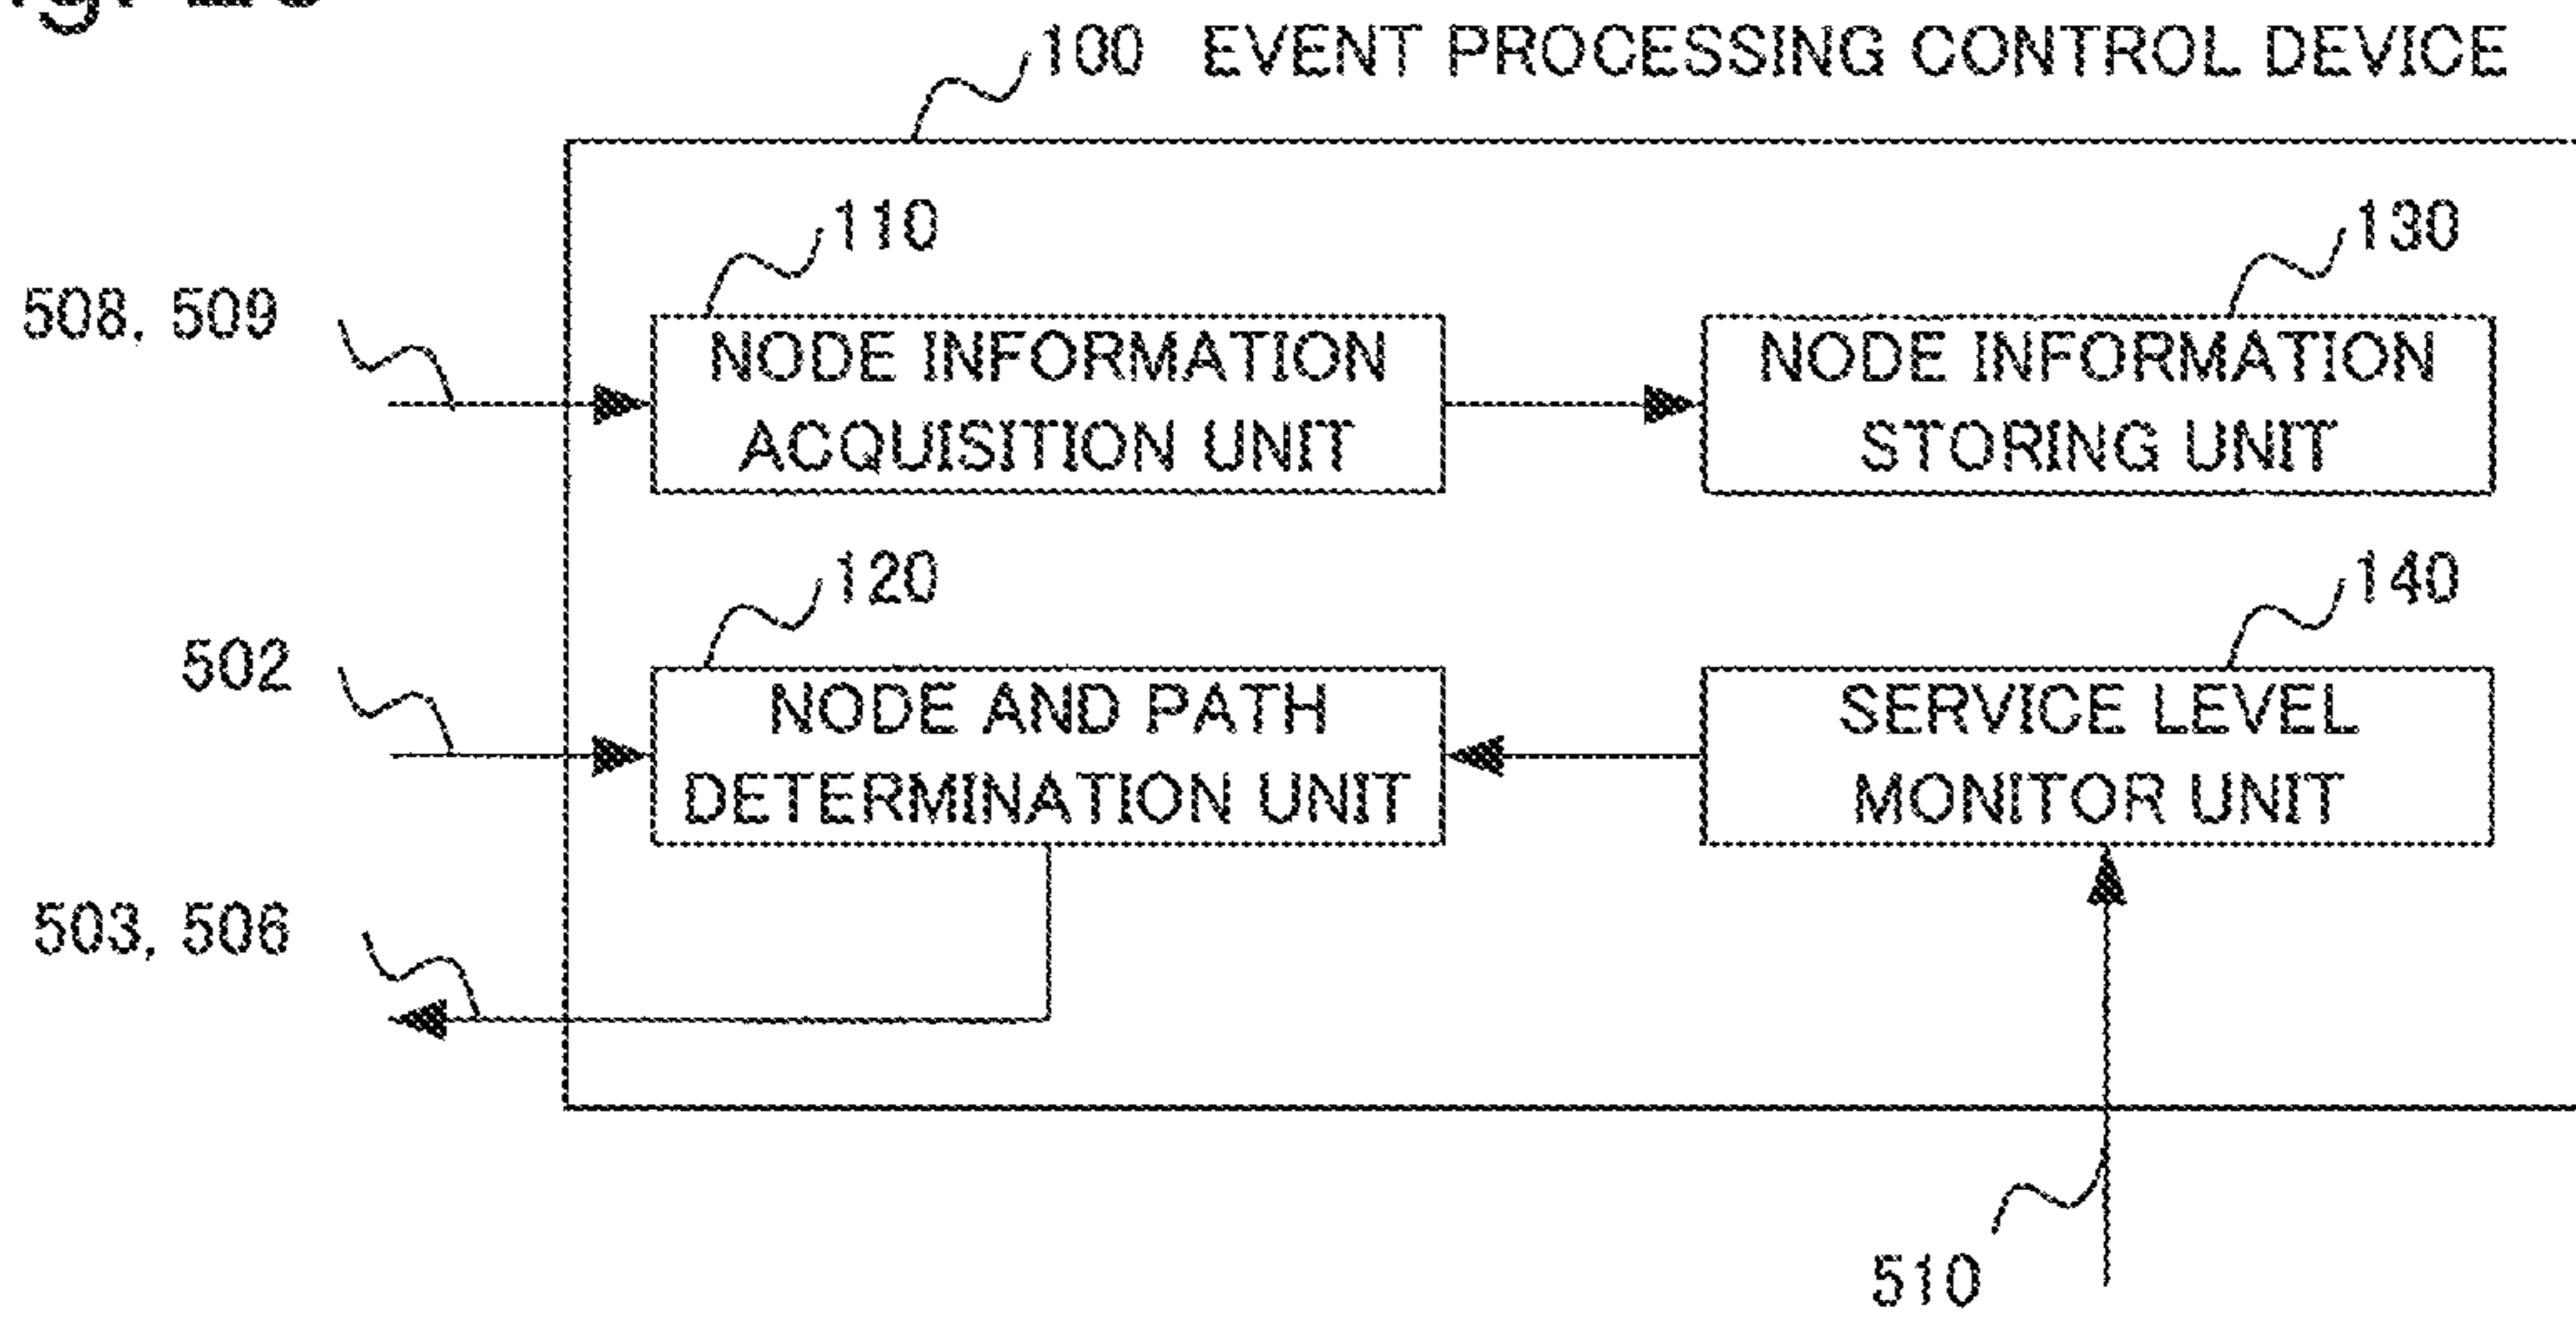 100 EVENT PROCESSING CONTROL DEVICE
110
130
508, 509
NODE INFORMATION
ACQUISITION UNIT
NODE INFORMATION
STORING UNIT
120
140
502
NODE AND PATH
DETERMINATION UNIT
SERVICE LEVEL
MONITOR UNIT
503, 506
510